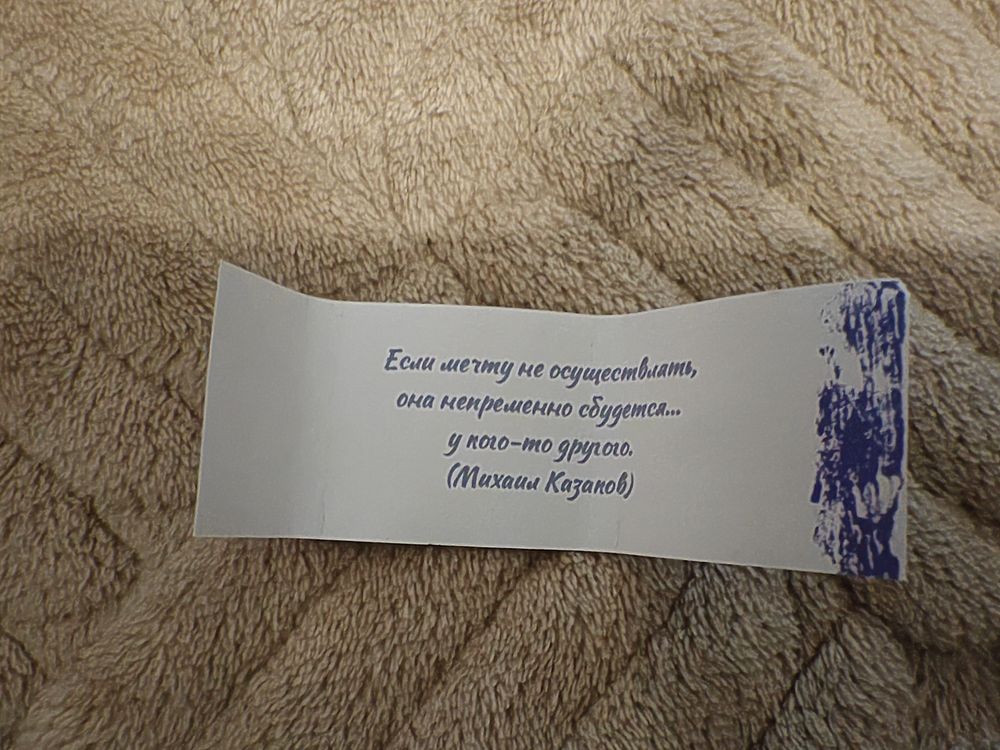 Если мечту не осуществлять,
она непременно сбудется...
у кого-то другого.
(Михаил Казаков)